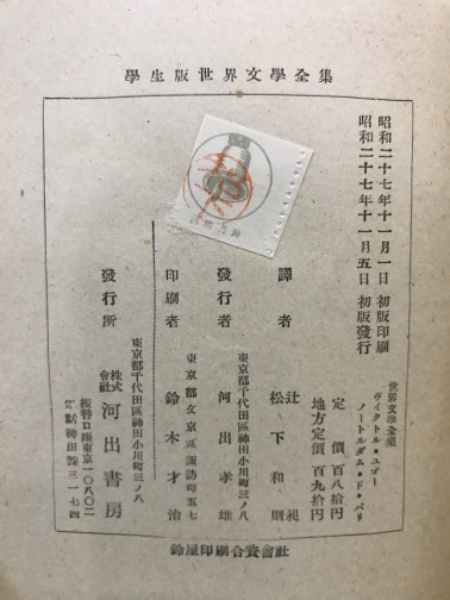 學生版世界文學全集
昭和二十七年十一月一日 初版印刷
昭和二十七年十一月五日 初版發行
世界文學全集
ヴィクトル・ユゴー
ノートルダム・ド・パリ
定價 百八拾円
地方定價 百九拾円
譯者
辻昶
松下和則
東京都千代田區神田小川町三ノ八
發行者 河出孝雄
東京都文京區諏訪町五七
印刷者 鈴木才治
東京都千代田區神田小川町三ノ八
發行所 株式會社 河出書房
振替口座東京一〇八〇二
電話神田 三一七四
鈴屋印刷合資會社